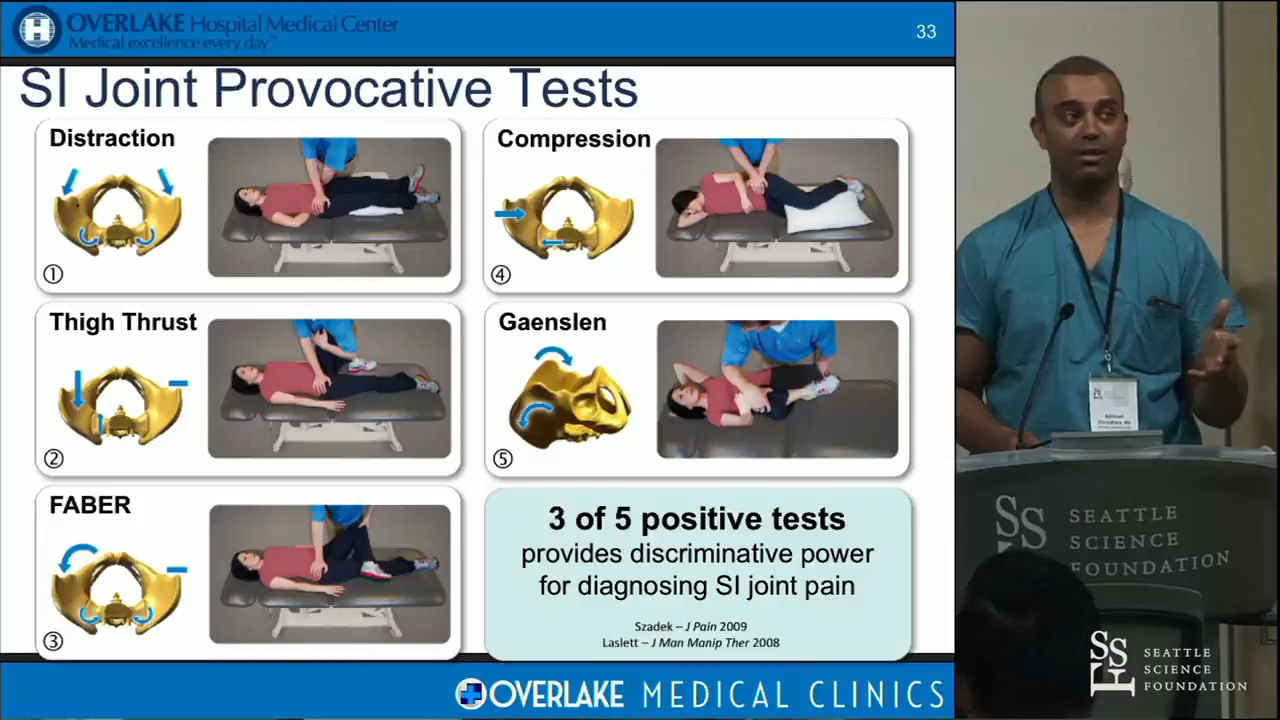 OVERLAKE Hospital Medical Center
Medical excellence every day℠
33
SI Joint Provocative Tests
Distraction
①
Compression
④
Thigh Thrust
②
Gaenslen
⑤
FABER
③
3 of 5 positive tests
provides discriminative power
for diagnosing SI joint pain
Szadek – J Pain 2009
Laslett – J Man Manip Ther 2008
OVERLAKE MEDICAL CLINICS
SEATTLE
SCIENCE
FOUNDATION
SEATTLE
SCIENCE
FOUNDATION